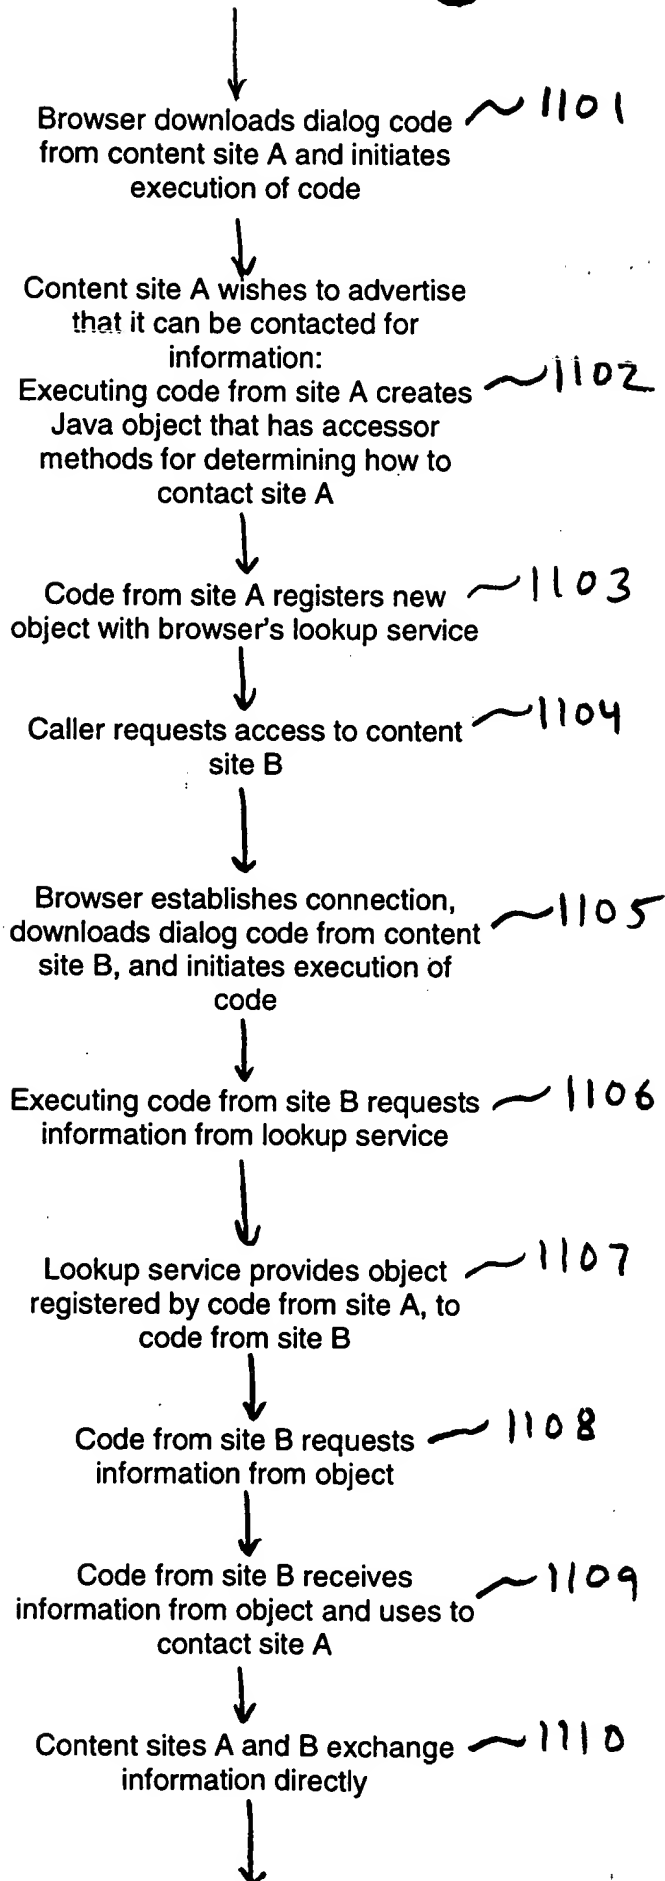 Browser downloads dialog code ~1101
from content site A and initiates
execution of code
Content site A wishes to advertise
that it can be contacted for
information:
Executing code from site A creates ~1102
Java object that has accessor
methods for determining how to
contact site A
Code from site A registers new ~1103
object with browser's lookup service
Caller requests access to content ~1104
site B
Browser establishes connection, ~1105
downloads dialog code from content
site B, and initiates execution of
code
Executing code from site B requests ~1106
information from lookup service
Lookup service provides object ~1107
registered by code from site A, to
code from site B
Code from site B requests ~1108
information from object
Code from site B receives ~1109
information from object and uses to
contact site A
Content sites A and B exchange ~1110
information directly